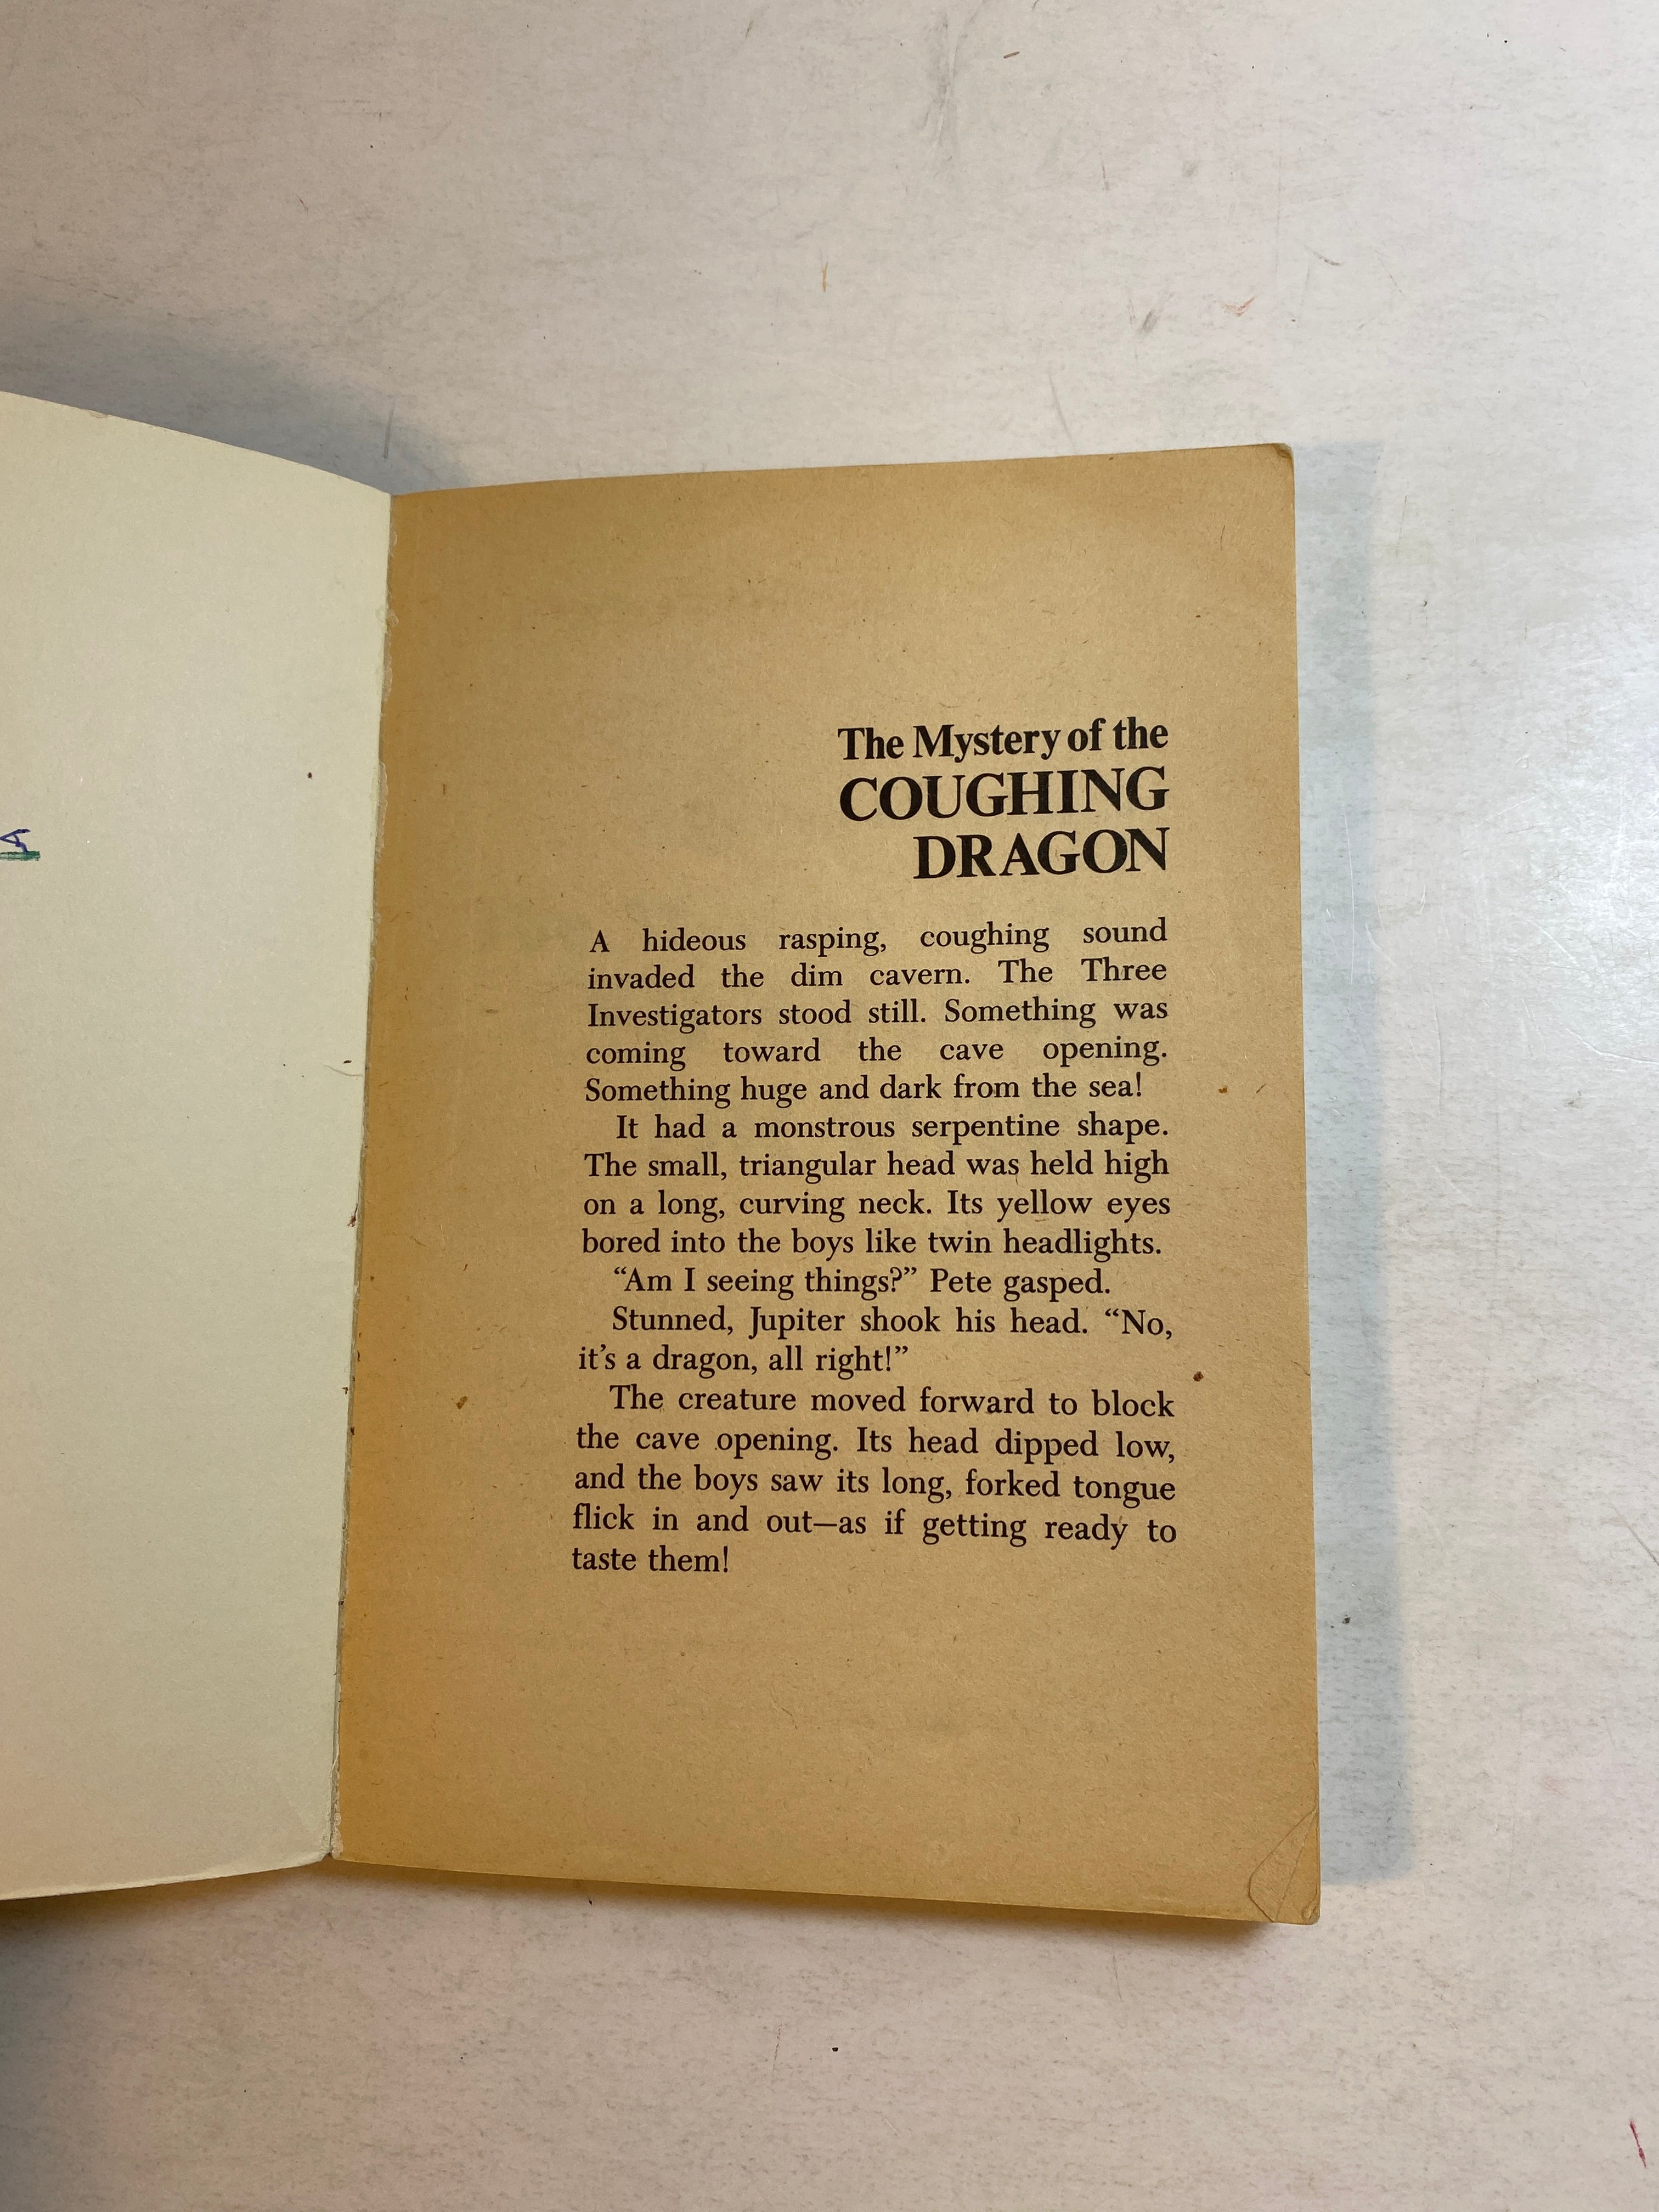 The Mystery of the
COUGHING
DRAGON
A hideous rasping, coughing sound
invaded the dim cavern. The Three
Investigators stood still. Something was
coming toward the cave opening.
Something huge and dark from the sea!
It had a monstrous serpentine shape.
The small, triangular head was held high
on a long, curving neck. Its yellow eyes
bored into the boys like twin headlights.
“Am I seeing things?” Pete gasped.
Stunned, Jupiter shook his head. “No,
it’s a dragon, all right!”
The creature moved forward to block
the cave opening. Its head dipped low,
and the boys saw its long, forked tongue
flick in and out—as if getting ready to
taste them!